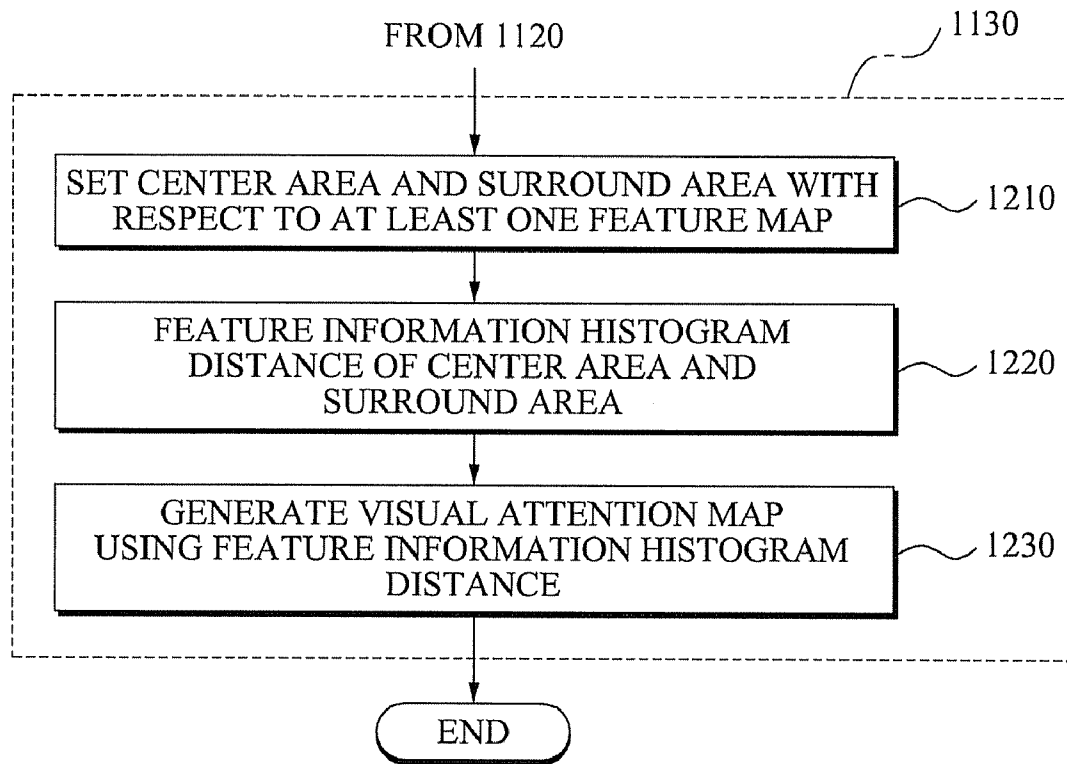 FROM 1120
1130
SET CENTER AREA AND SURROUND AREA WITH
RESPECT TO AT LEAST ONE FEATURE MAP
1210
FEATURE INFORMATION HISTOGRAM
DISTANCE OF CENTER AREA AND
SURROUND AREA
1220
GENERATE VISUAL ATTENTION MAP
USING FEATURE INFORMATION HISTOGRAM
DISTANCE
1230
END